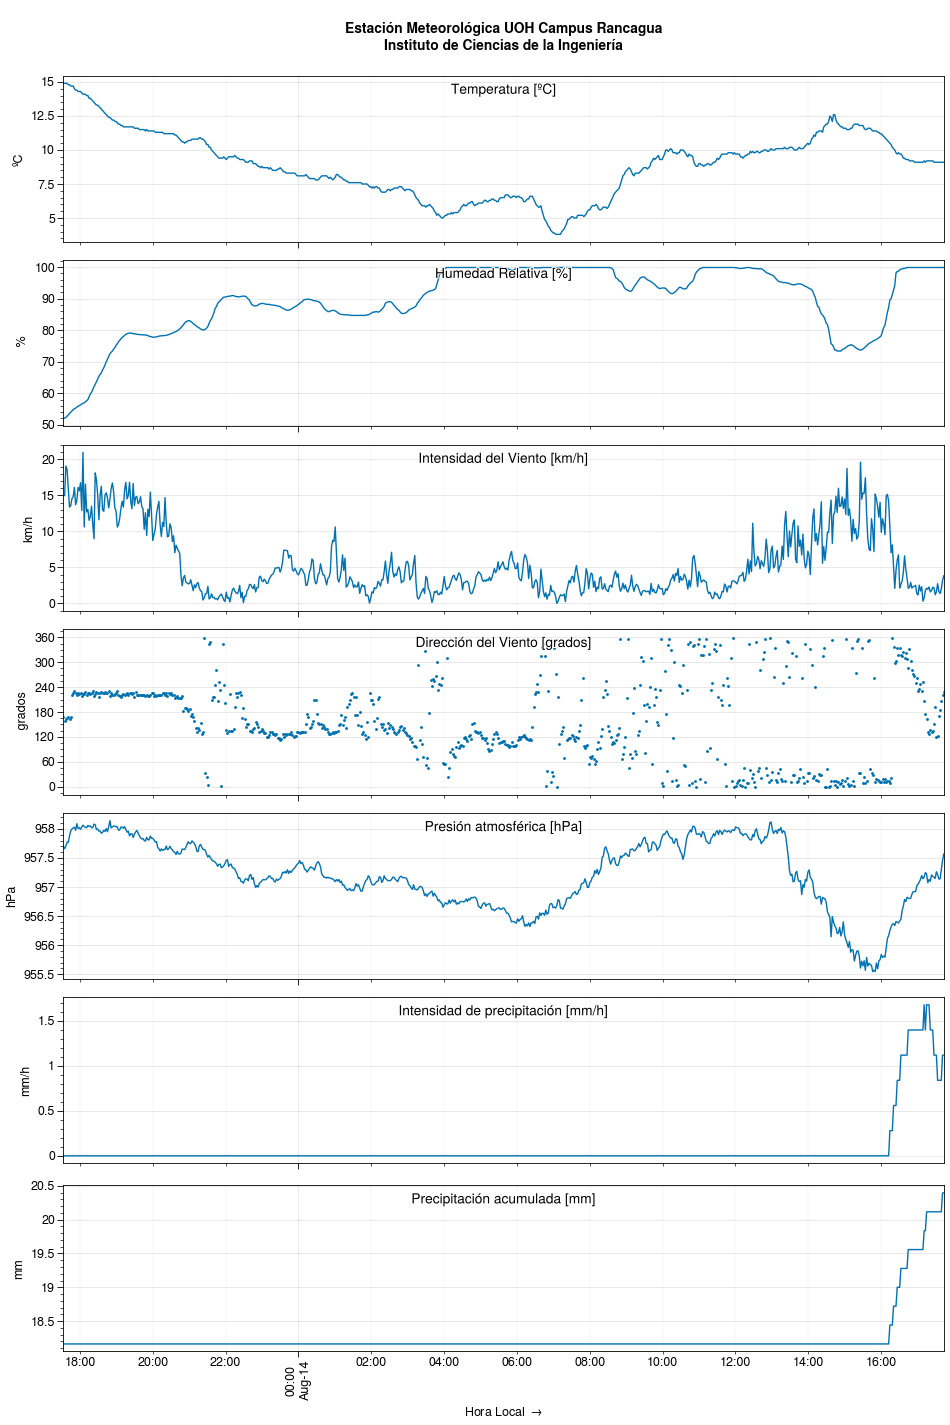 Estación Meteorológica UOH Campus Rancagua
Instituto de Ciencias de la Ingeniería
Temperatura [ºC]
ºC
15
12.5
10
7.5
5
Humedad Relativa [%]
%
100
90
80
70
60
50
Intensidad del Viento [km/h]
km/h
20
15
10
5
0
Dirección del Viento [grados]
grados
360
300
240
180
120
60
0
Presión atmosférica [hPa]
hPa
958
957.5
957
956.5
956
955.5
Intensidad de precipitación [mm/h]
mm/h
1.5
1
0.5
0
Precipitación acumulada [mm]
mm
20.5
20
19.5
19
18.5
18:00 20:00 22:00 00:00 02:00 04:00 06:00 08:00 10:00 12:00 14:00 16:00
Aug-14
Hora Local →